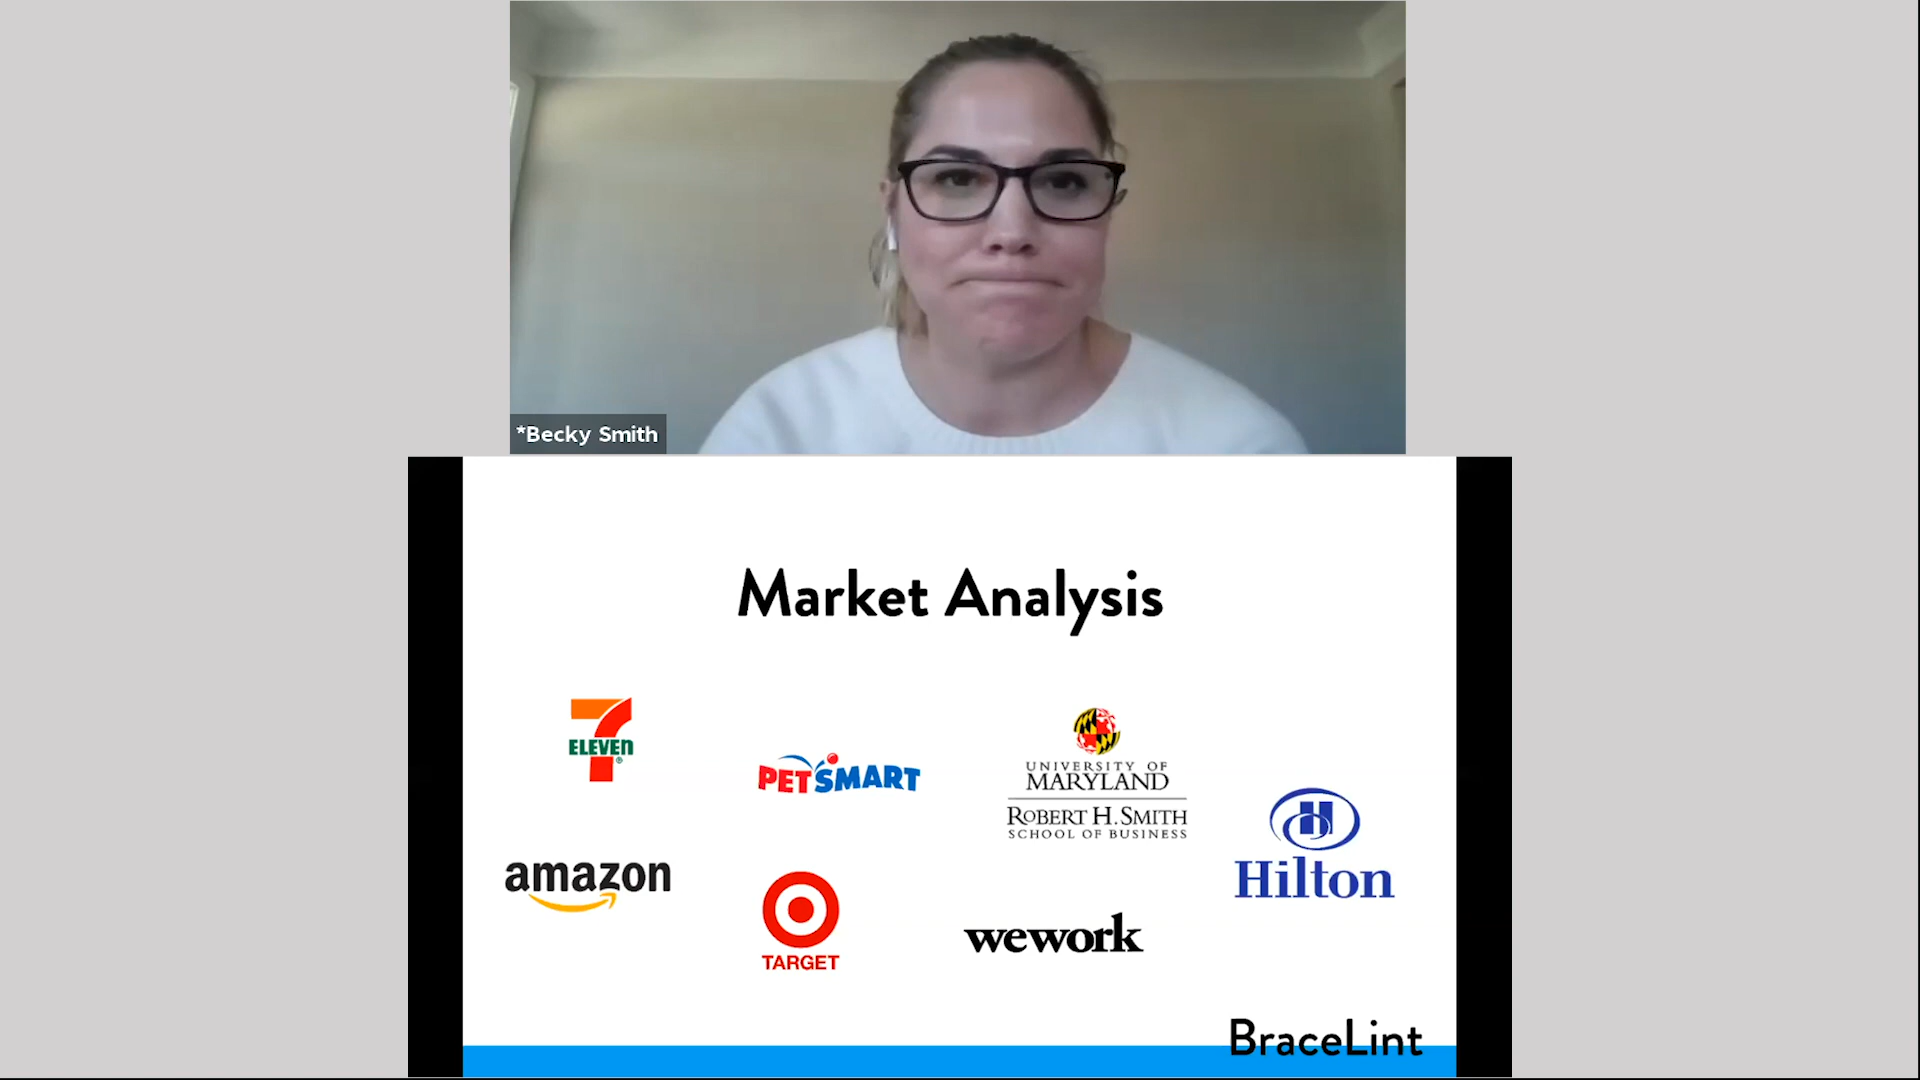 *Becky Smith
Market Analysis
7
ELEVEN
®
PETSMART
UNIVERSITY OF
MARYLAND
ROBERT H. SMITH
SCHOOL OF BUSINESS
H
Hilton
amazon
TARGET
wework
BraceLint